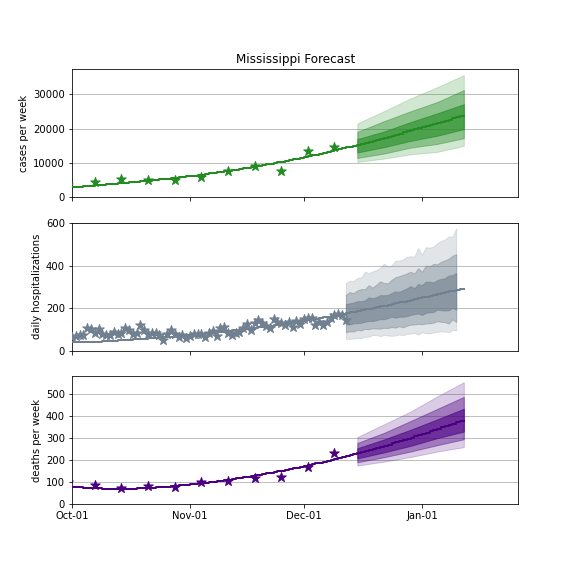 Mississippi Forecast
cases per week
30000
20000
10000
0
daily hospitalizations
600
400
200
0
deaths per week
500
400
300
200
100
0
Oct-01
Nov-01
Dec-01
Jan-01